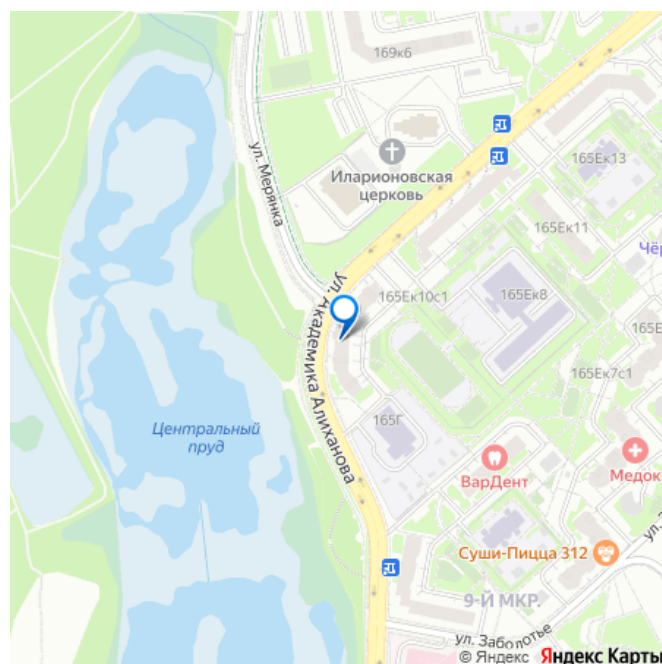 169к6
ул. Мерянка
Иларионовская
церковь
165Ек13
165Ек11
165Ек10с1
165Ек8
ул. Академика Алиханова
165Ек7с1
165Г
Центральный
пруд
ВарДент
Суши-Пицца 312
9-Й МКР.
ул. Заболотье
© Яндекс Яндекс Карты